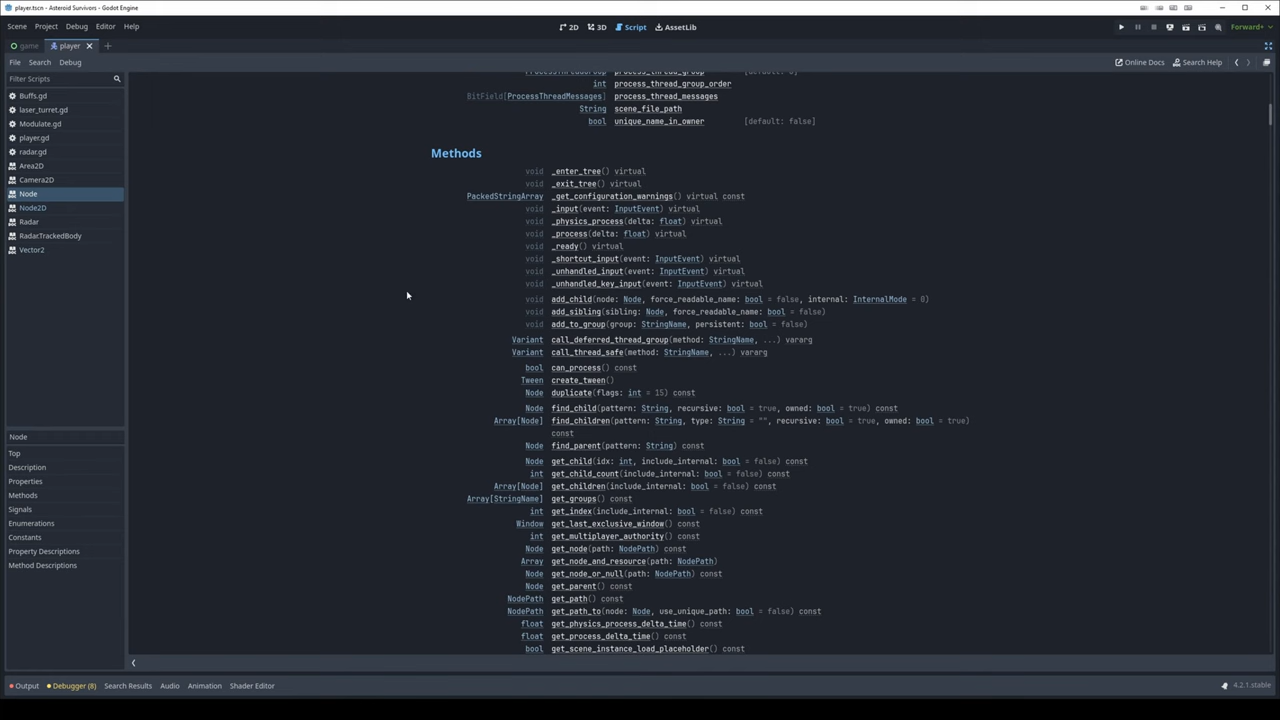 player.tscn - Asteroid Survivors - Godot Engine
Scene Project Debug Editor Help
2D 3D Script AssetLib
Forward+
game player
File Search Debug
Online Docs Search Help
Filter Scripts
Buffs.gd
laser_turret.gd
Modulate.gd
player.gd
radar.gd
Area2D
Camera2D
Node
Node2D
Radar
Radar.TrackedBody
Vector2
Node
Top
Description
Properties
Methods
Signals
Enumerations
Constants
Property Descriptions
Method Descriptions
ProcessThreadGroup process_thread_group [default: 0]
int process_thread_group_order
BitField[ProcessThreadMessages] process_thread_messages
String scene_file_path
bool unique_name_in_owner [default: false]
Methods
void _enter_tree() virtual
void _exit_tree() virtual
PackedStringArray _get_configuration_warnings() virtual const
void _input(event: InputEvent) virtual
void _physics_process(delta: float) virtual
void _process(delta: float) virtual
void _ready() virtual
void _shortcut_input(event: InputEvent) virtual
void _unhandled_input(event: InputEvent) virtual
void _unhandled_key_input(event: InputEvent) virtual
void add_child(node: Node, force_readable_name: bool = false, internal: InternalMode = 0)
void add_sibling(sibling: Node, force_readable_name: bool = false)
void add_to_group(group: StringName, persistent: bool = false)
Variant call_deferred_thread_group(method: StringName, ...) vararg
Variant call_thread_safe(method: StringName, ...) vararg
bool can_process() const
Tween create_tween()
Node duplicate(flags: int = 15) const
Node find_child(pattern: String, recursive: bool = true, owned: bool = true) const
Array[Node] find_children(pattern: String, type: String = "", recursive: bool = true, owned: bool = true)
const
Node find_parent(pattern: String) const
Node get_child(idx: int, include_internal: bool = false) const
int get_child_count(include_internal: bool = false) const
Array[Node] get_children(include_internal: bool = false) const
Array[StringName] get_groups() const
int get_index(include_internal: bool = false) const
Window get_last_exclusive_window() const
int get_multiplayer_authority() const
Node get_node(path: NodePath) const
Array get_node_and_resource(path: NodePath)
Node get_node_or_null(path: NodePath) const
Node get_parent() const
NodePath get_path() const
NodePath get_path_to(node: Node, use_unique_path: bool = false) const
float get_physics_process_delta_time() const
float get_process_delta_time() const
bool get_scene_instance_load_placeholder() const
Output Debugger (8) Search Results Audio Animation Shader Editor
4.2.1.stable